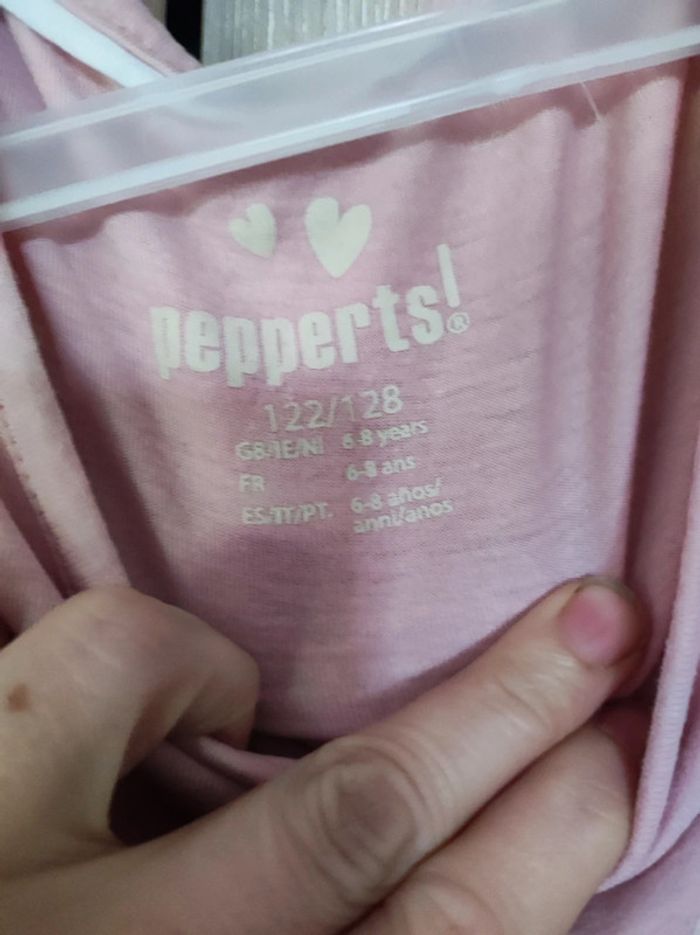 pepperts!®
122/128
GB/IE/NI 6-8 years
FR 6-8 ans
ES/IT/PT. 6-8 años/
anni/anos